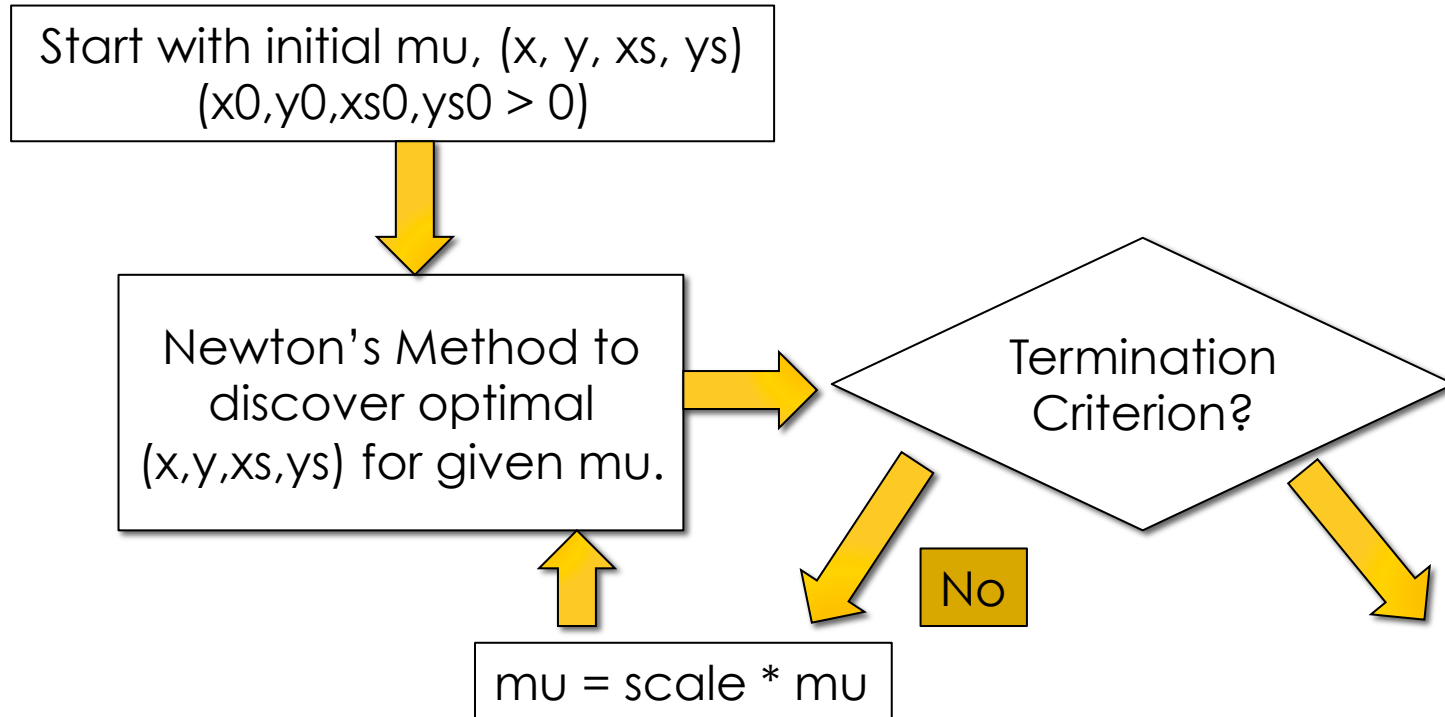 Start with initial mu, (x, y, xs, ys)
(x0,y0,xs0,ys0 > 0)
Newton’s Method to
discover optimal
(x,y,xs,ys) for given mu.
Termination
Criterion?
No
mu = scale * mu